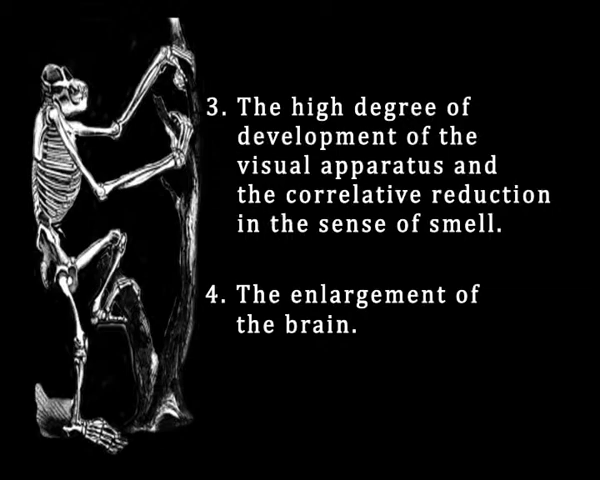 3. The high degree of
development of the
visual apparatus and
the correlative reduction
in the sense of smell.
4. The enlargement of
the brain.